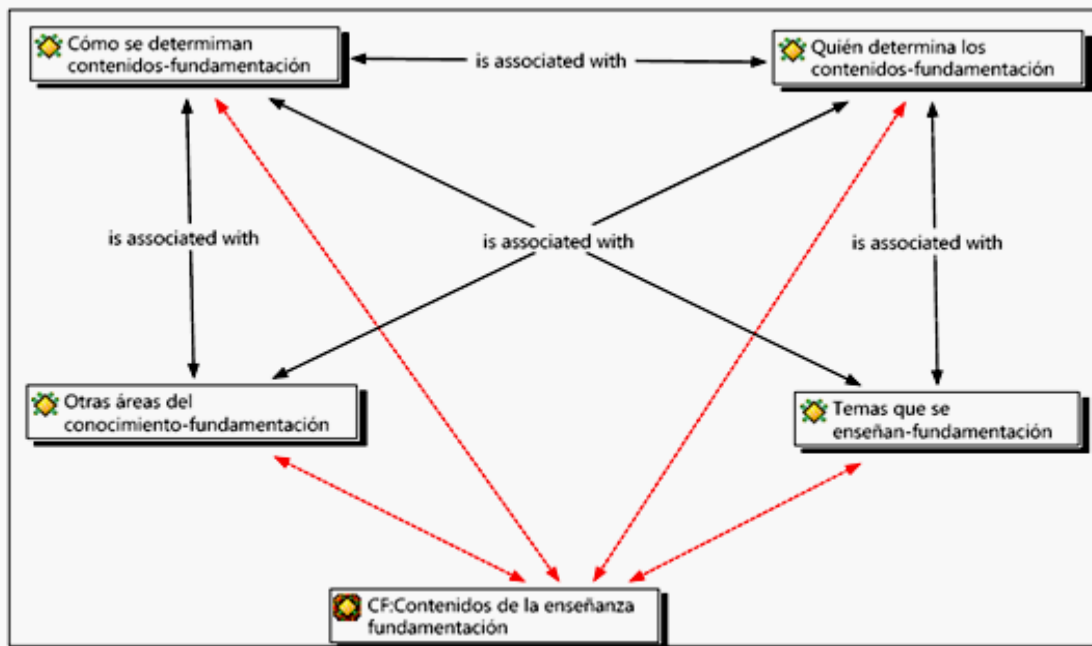 Cómo se determiman
contenidos-fundamentación
is associated with
Quién determina los
contenidos-fundamentación
is associated with
is associated with
is associated with
Otras áreas del
conocimiento-fundamentación
Temas que se
enseñan-fundamentación
CF:Contenidos de la enseñanza
fundamentación